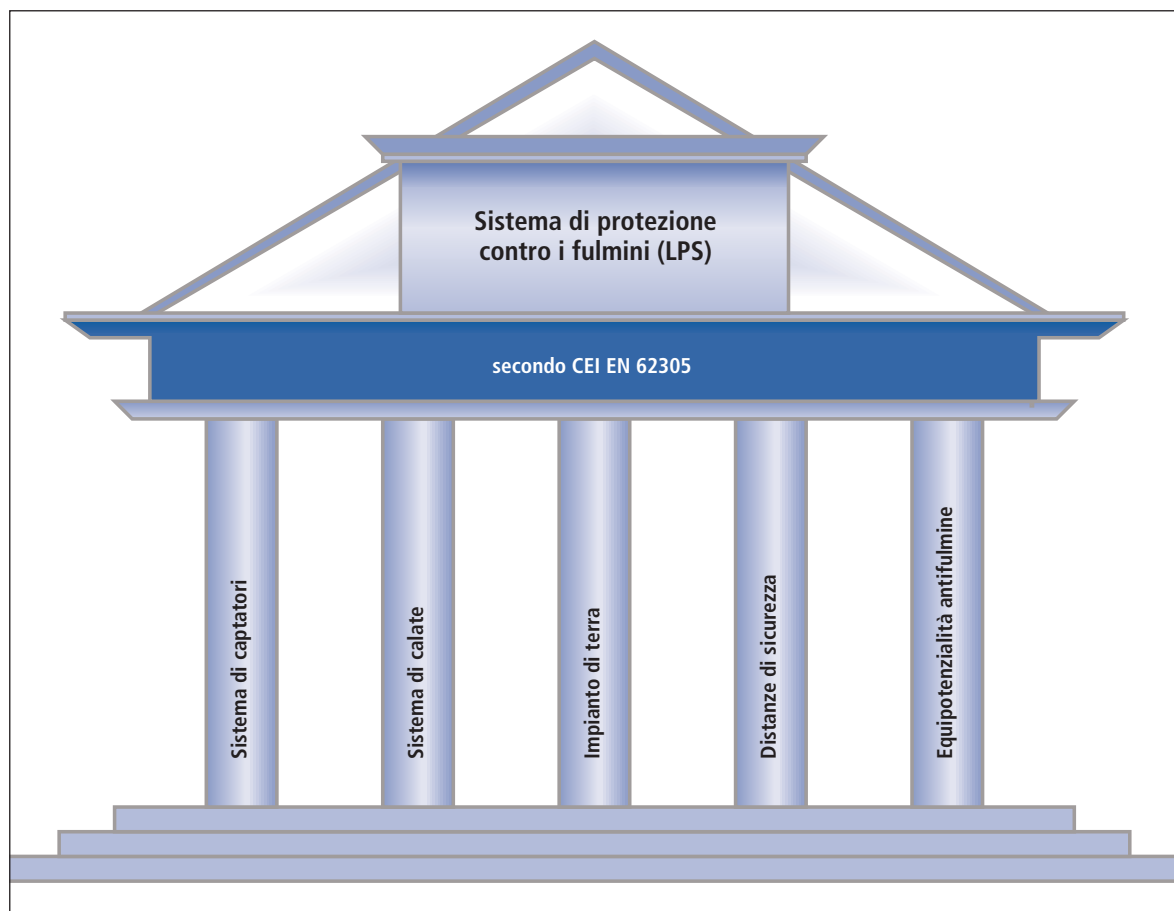 Sistema di protezione
contro i fulmini (LPS)
secondo CEI EN 62305
Sistema di captatori
Sistema di calate
Impianto di terra
Distanze di sicurezza
Equipotenzialità antifulmine